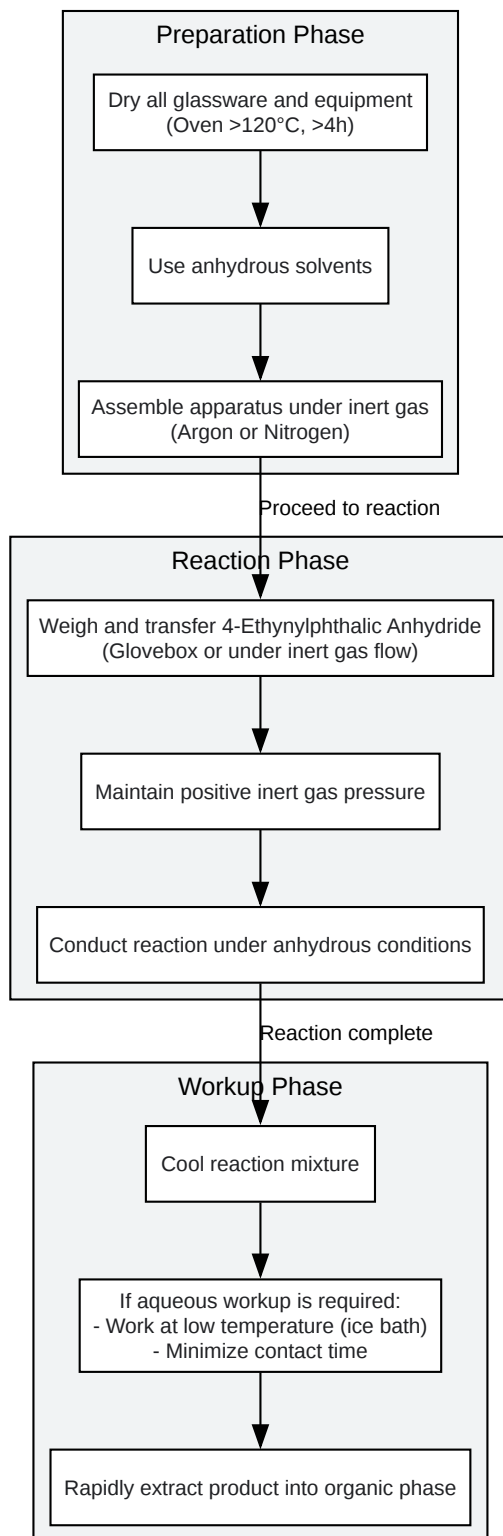 Preparation Phase
Dry all glassware and equipment
(Oven >120°C, >4h)
Use anhydrous solvents
Assemble apparatus under inert gas
(Argon or Nitrogen)
Proceed to reaction
Reaction Phase
Weigh and transfer 4-Ethynylphthalic Anhydride
(Glovebox or under inert gas flow)
Maintain positive inert gas pressure
Conduct reaction under anhydrous conditions
Reaction complete
Workup Phase
Cool reaction mixture
If aqueous workup is required:
- Work at low temperature (ice bath)
- Minimize contact time
Rapidly extract product into organic phase